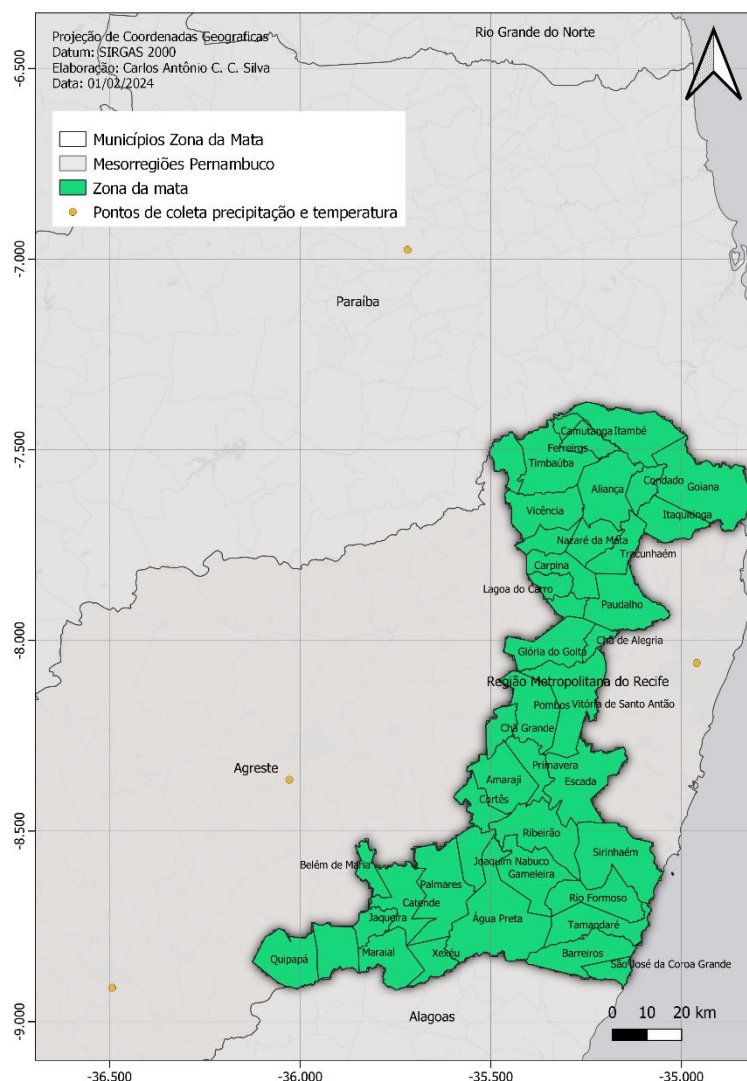 Projeção de Coordenadas Geograficas
Datum: SIRGAS 2000
Elaboração: Carlos Antônio C. C. Silva
Data: 01/02/2024
Rio Grande do Norte
Municípios Zona da Mata
Mesorregiões Pernambuco
Zona da mata
Pontos de coleta precipitação e temperatura
Paraíba
Camutanga
Itambé
Ferreiros
Timbaúba
Condado
Goiana
Aliança
Vicência
Itaquitinga
Nazaré da Mata
Tracunhaém
Carpina
Lagoa do Carro
Paudalho
Chã de Alegria
Glória do Goitá
Região Metropolitana do Recife
Pombos
Vitória de Santo Antão
Chã Grande
Primavera
Agreste
Amaraji
Escada
Cortês
Ribeirão
Belém de Maria
Joaquim Nabuco
Sirinhaém
Gameleira
Palmares
Rio Formoso
Catende
Jaqueira
Água Preta
Tamandaré
Quipapá
Maraial
Xexéu
Barreiros
São José da Coroa Grande
Alagoas
0 10 20 km
-6.500
-7.000
-7.500
-8.000
-8.500
-9.000
-36.500 -36.000 -35.500 -35.000